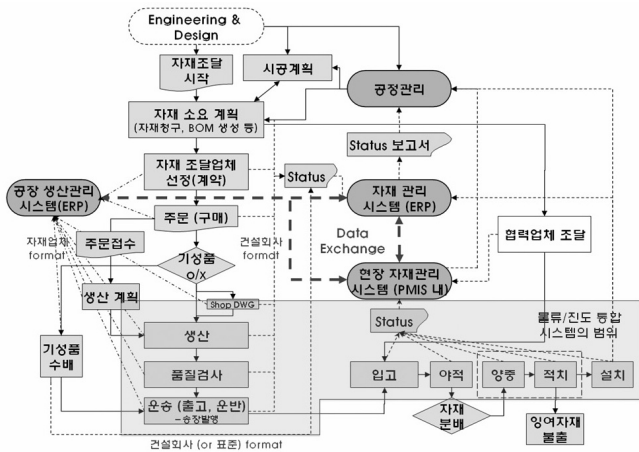 Engineering &
Design
자재조달
시작
시공계획
공정관리
자재 소요 계획
(자재청구, BOM 생성 등)
Status 보고서
자재 조달업체
선정(계약)
Status
공장 생산관리
시스템(ERP)
자재 관리
시스템 (ERP)
주문 (구매)
자재업체
format
주문접수
건설회사
format
Data
Exchange
협력업체 조달
기성품
o/x
현장 자재관리
시스템 (PMIS 내)
생산 계획
Shop DWG
Status
물류/진도 통합
시스템의 범위
기성품
수배
생산
품질검사
입고
야적
양중
적치
설치
운송 (출고, 운반)
–송장발행
자재
분배
잉여자재
불출
건설회사 (or 표준) format